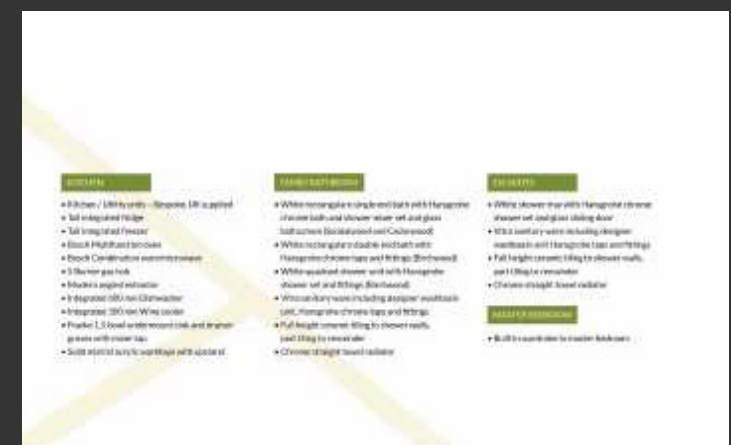 KITCHEN
• Kitchen / Utility units - Bespoke, UK supplied
• Tall integrated fridge
• Tall integrated freezer
• Bosch Multifunction oven
• Bosch Combination oven microwave
• 5 Burner gas hob
• Modern angled extractor
• Integrated 600 mm Dishwasher
• Integrated 300 mm Wine cooler
• Franke 1.5 bowl undermount sink and drainer
grooves with mixer tap.
• Solid mistral acrylic worktops with upstand
FAMILY BATHROOM
• White rectangular single end bath with Hansgrohe
chrome bath and shower mixer set and glass
bathscreen (Sandalwood and Cedarwood)
• White rectangular double end bath with
Hansgrohe chrome taps and fittings (Birchwood)
• White quadrant shower unit with Hansgrohe
shower set and fittings (Birchwood)
• Vitra sanitary ware including designer washbasin
unit, Hansgrohe chrome taps and fittings
• Full height ceramic tiling to shower walls,
part tiling to remainder
• Chrome straight towel radiator
EN-SUITE
• White shower tray with Hansgrohe chrome
shower set and glass sliding door
• Vitra sanitary ware including designer
washbasin unit Hansgrohe taps and fittings
• Full height ceramic tiling to shower walls,
part tiling to remainder
• Chrome straight towel radiator
MASTER BEDROOM
• Built in wardrobe to master bedroom